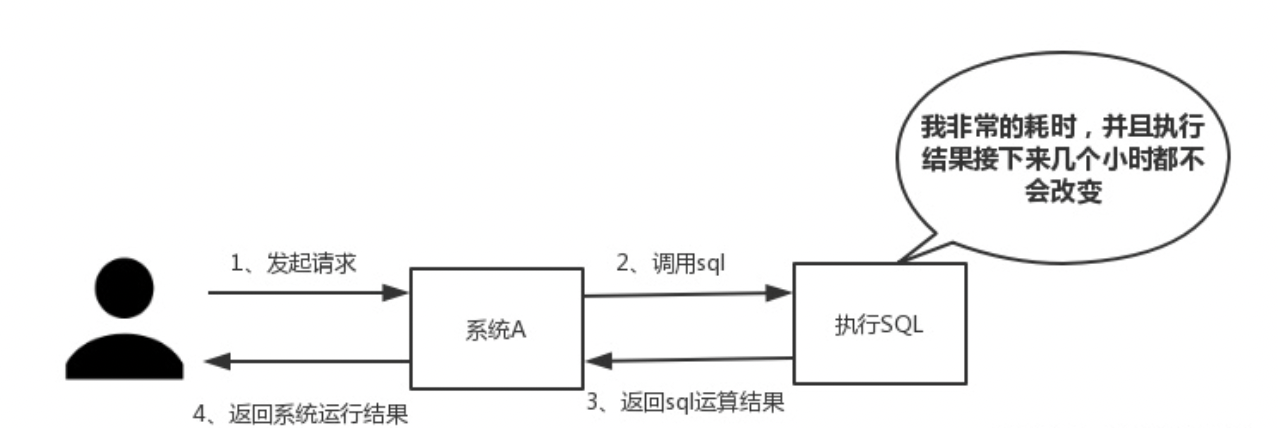 我非常的耗时，并且执行
结果接下来几个小时都不
会改变
1、发起请求
2、调用sql
系统A
执行SQL
3、返回sql运算结果
4、返回系统运行结果